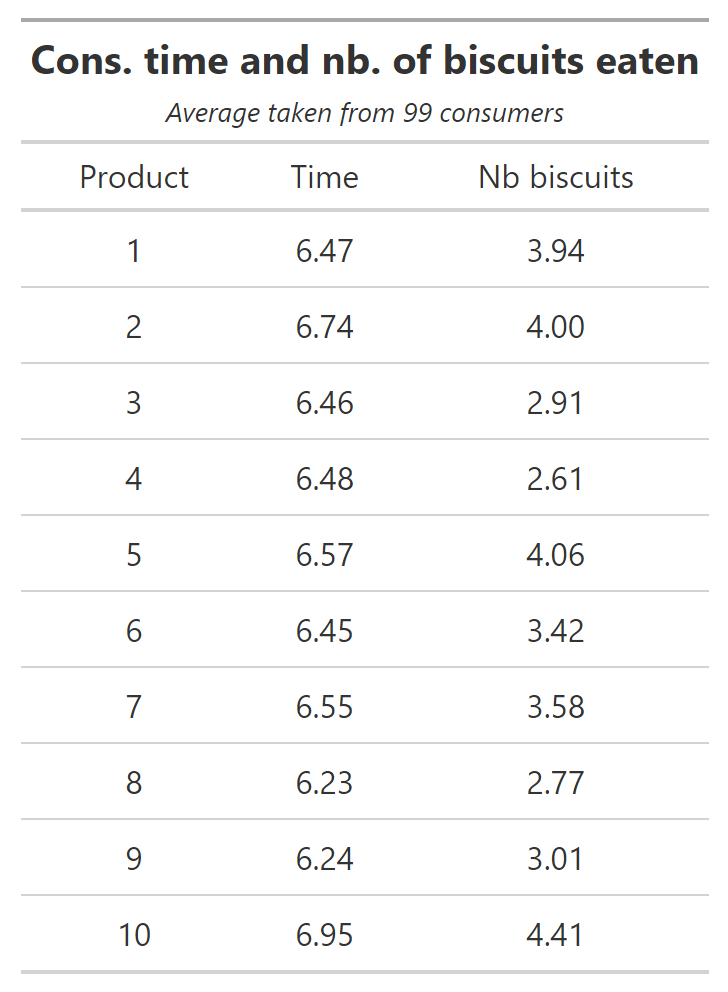 Cons. time and nb. of biscuits eaten
Average taken from 99 consumers
Product Time Nb biscuits
1 6.47 3.94
2 6.74 4.00
3 6.46 2.91
4 6.48 2.61
5 6.57 4.06
6 6.45 3.42
7 6.55 3.58
8 6.23 2.77
9 6.24 3.01
10 6.95 4.41